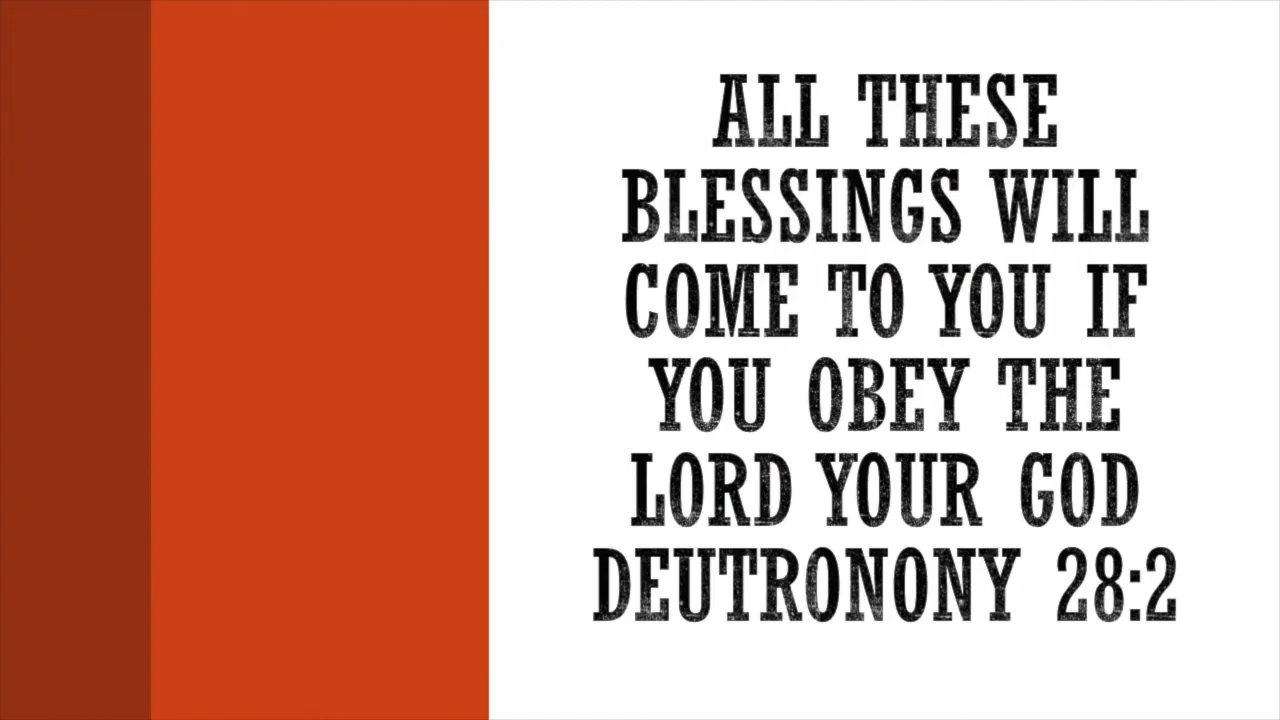 ALL THESE
BLESSINGS WILL
COME TO YOU IF
YOU OBEY THE
LORD YOUR GOD
DEUTRONONY 28:2